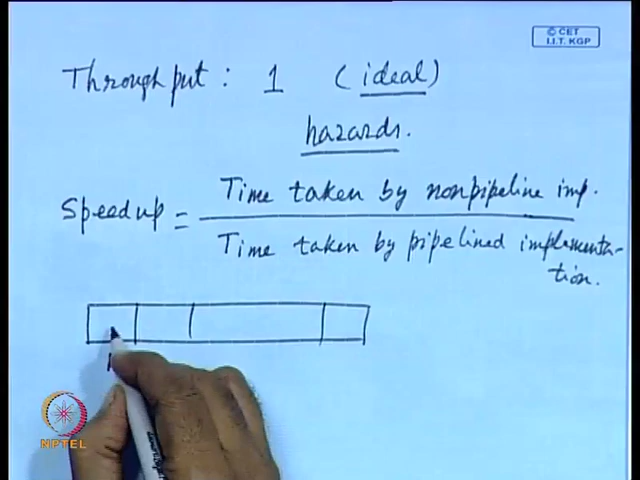 © CET
I.I.T. KGP
Throughput : 1 (ideal)
hazards.
Speedup = Time taken by nonpipeline imp.
Time taken by pipelined implementa-
tion.
NPTEL